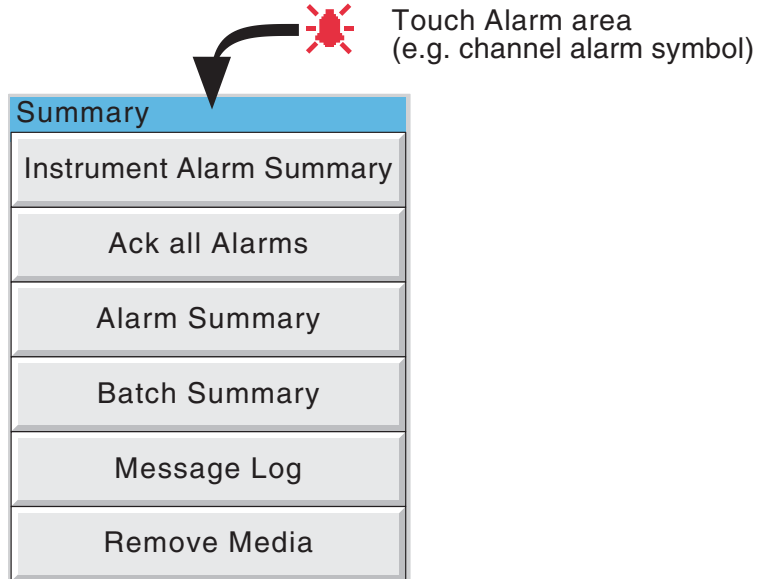 Touch Alarm area
(e.g. channel alarm symbol)
Summary
Instrument Alarm Summary
Ack all Alarms
Alarm Summary
Batch Summary
Message Log
Remove Media